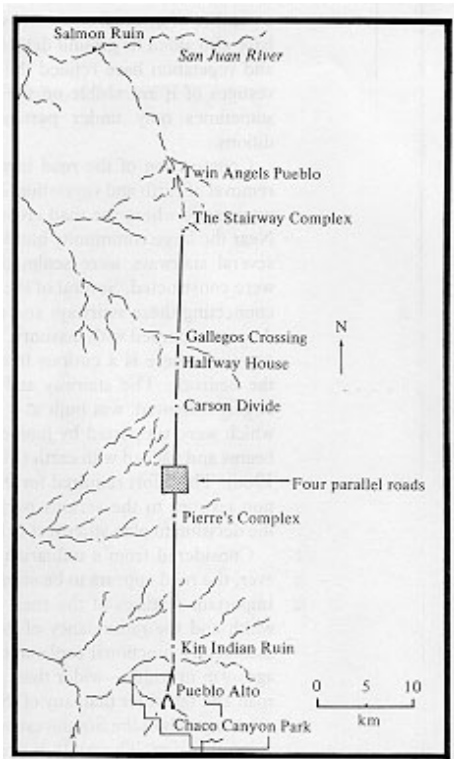 Salmon Ruin
San Juan River
Twin Angels Pueblo
The Stairway Complex
Gallegos Crossing
N
Halfway House
Carson Divide
Four parallel roads
Pierre's Complex
Kin Indian Ruin
Pueblo Alto
0 5 10
km
Chaco Canyon Park